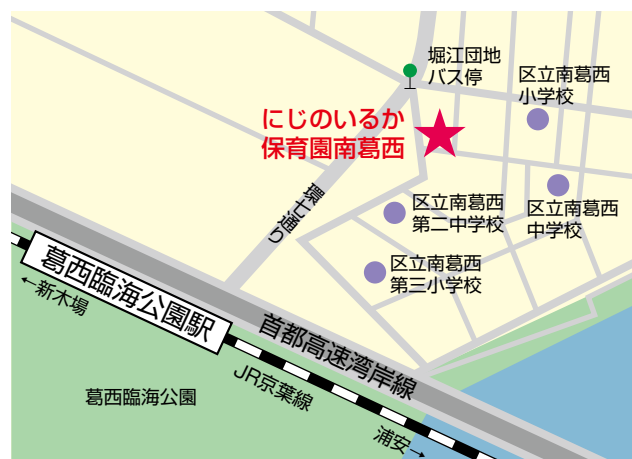 堀江団地
バス停
区立南葛西
小学校
にじのいるか
保育園南葛西
環七通り
区立南葛西
第二中学校
区立南葛西
中学校
区立南葛西
第三小学校
葛西臨海公園駅
←新木場
首都高速湾岸線
JR京葉線
葛西臨海公園
浦安→